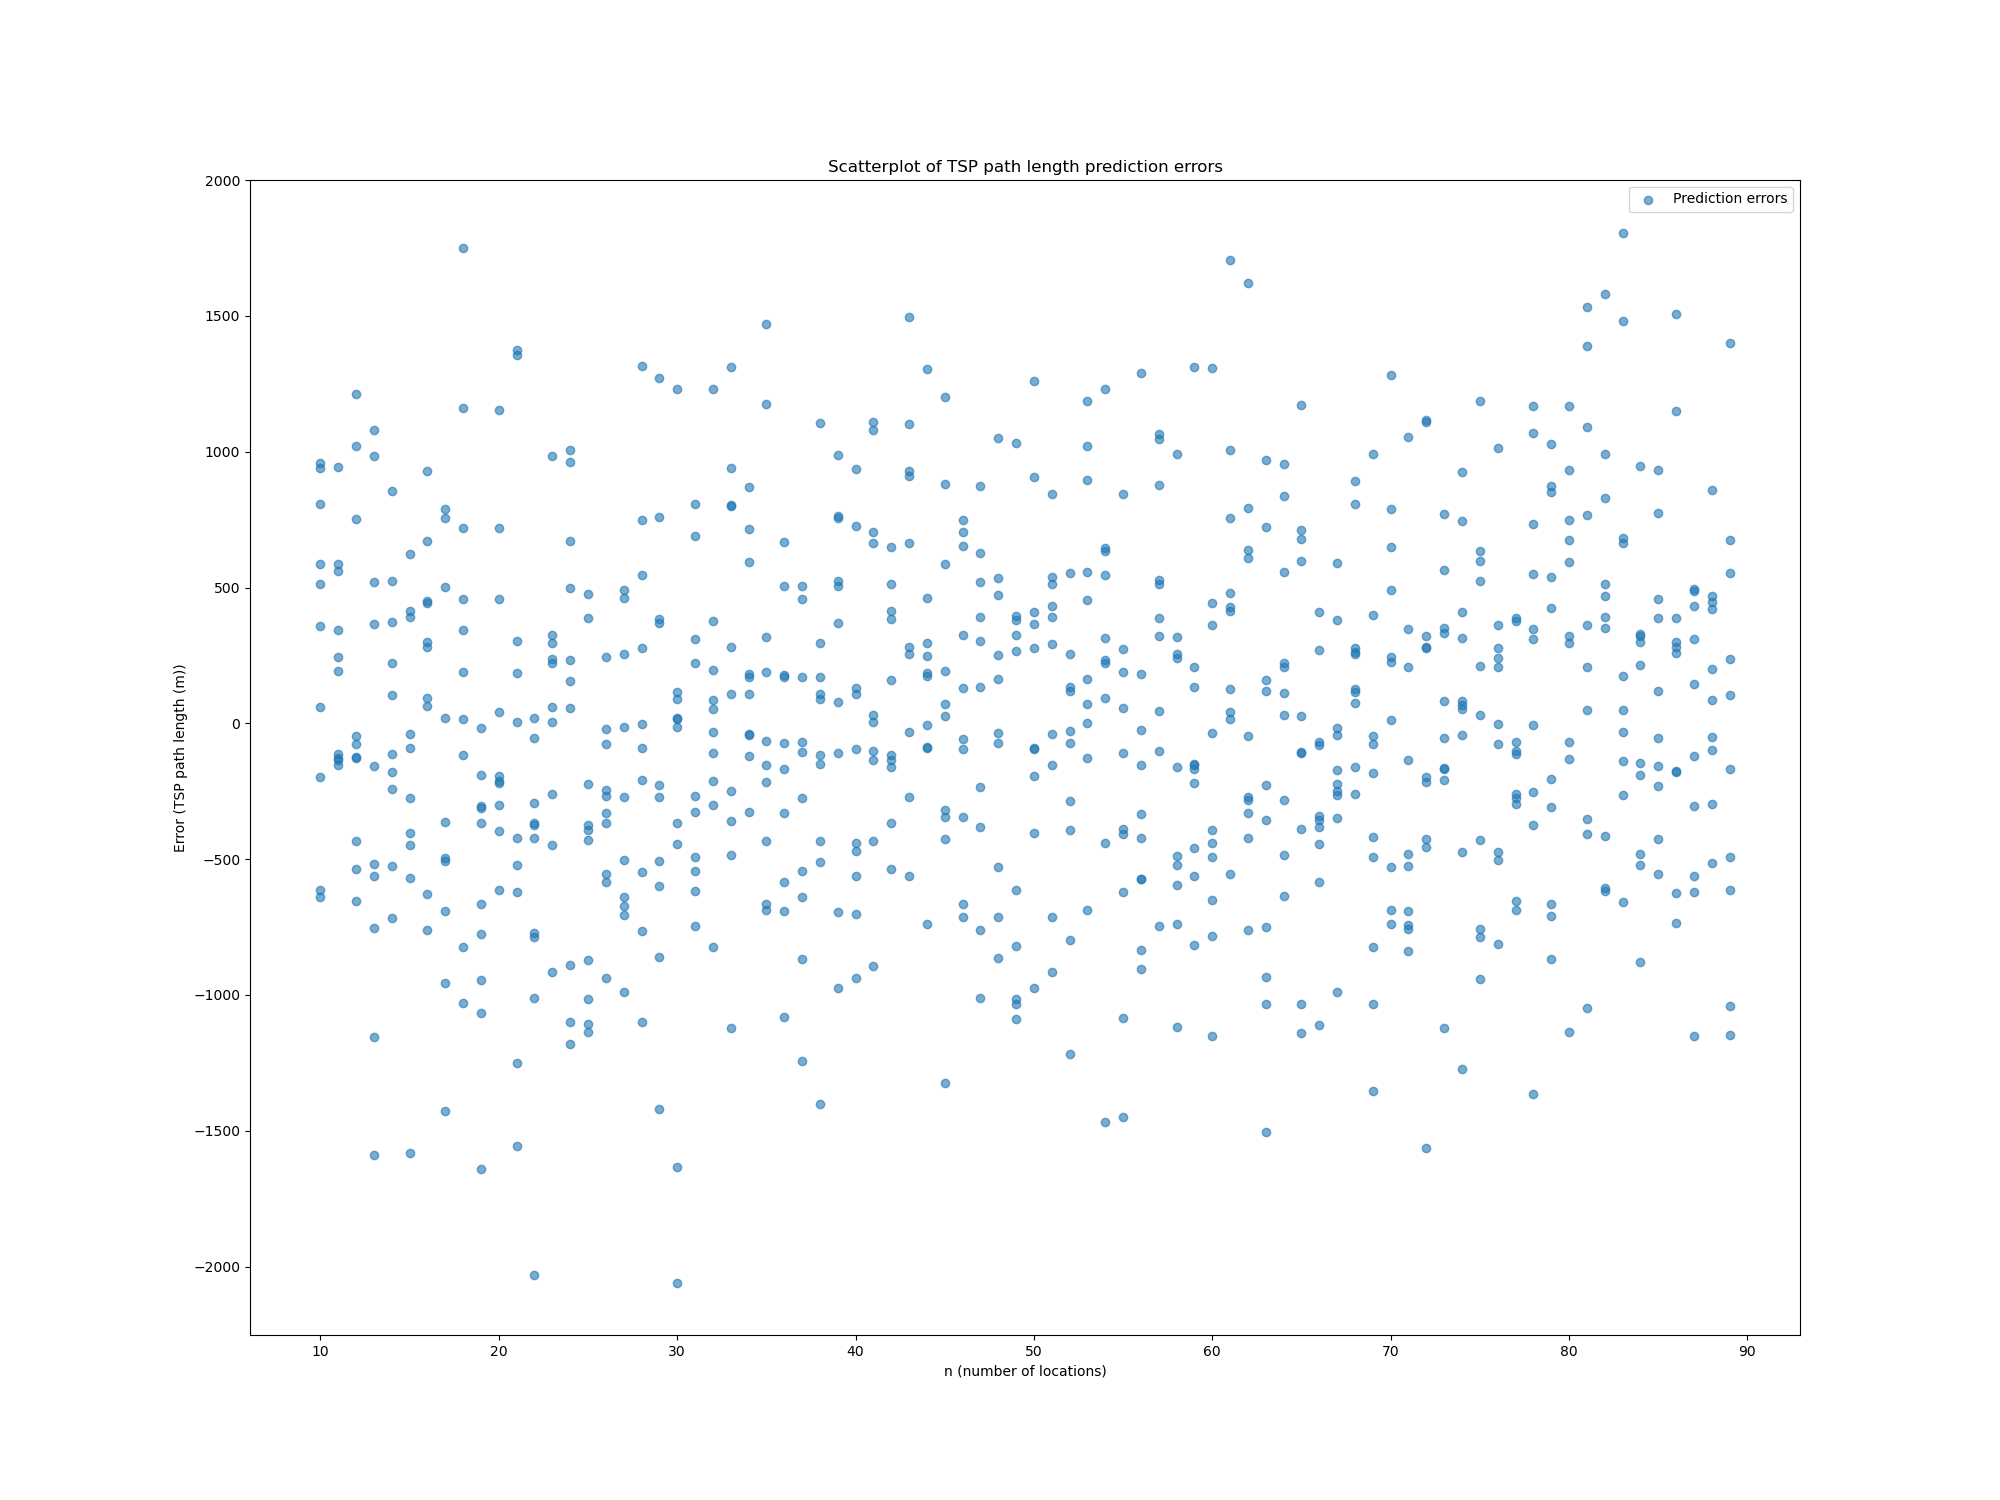 Scatterplot of TSP path length prediction errors
Prediction errors
2000
1500
1000
500
0
−500
−1000
−1500
−2000
Error (TSP path length (m))
10 20 30 40 50 60 70 80 90
n (number of locations)